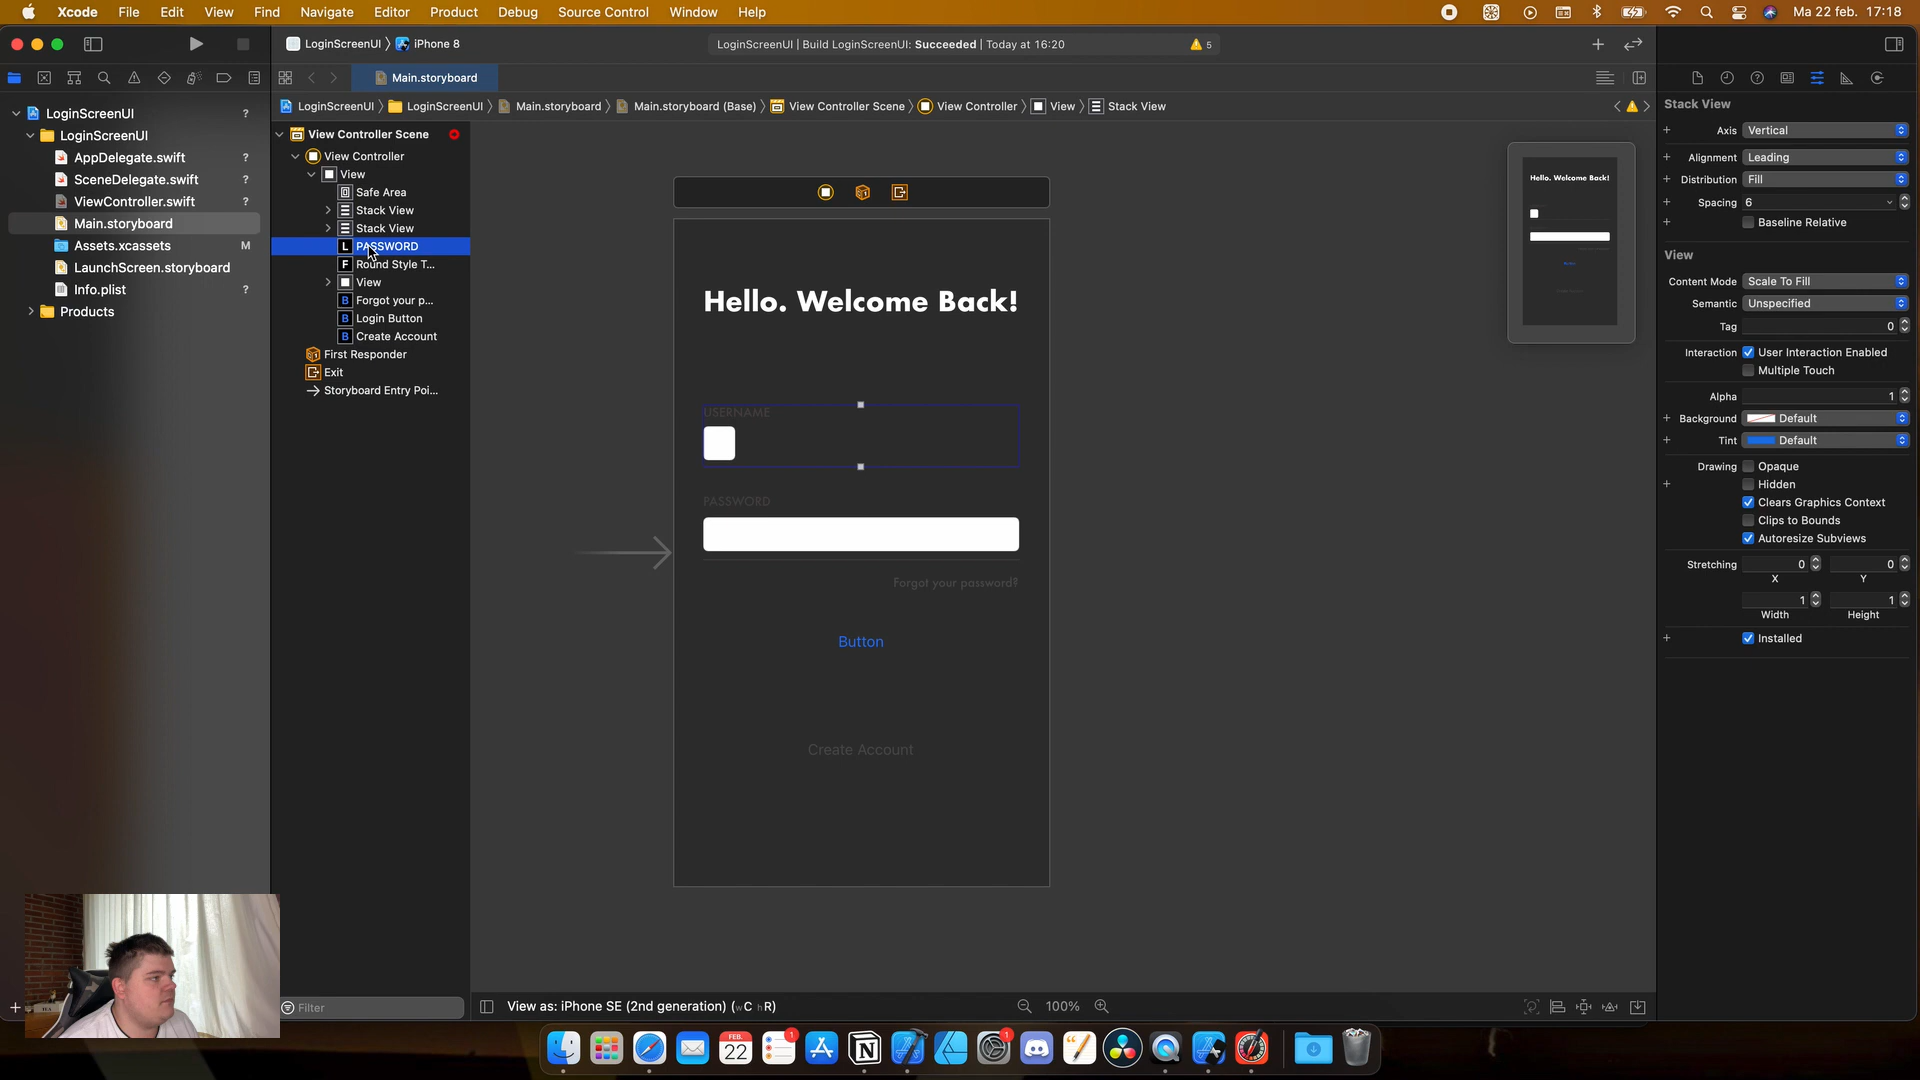 Xcode File Edit View Find Navigate Editor Product Debug Source Control Window Help
Ma 22 feb. 17:18
LoginScreenUI
iPhone 8
LoginScreenUI | Build LoginScreenUI: Succeeded | Today at 16:20
5
Main.storyboard
LoginScreenUI
LoginScreenUI
Main.storyboard
Main.storyboard (Base)
View Controller Scene
View Controller
View
Stack View
LoginScreenUI ?
LoginScreenUI
AppDelegate.swift ?
SceneDelegate.swift ?
ViewController.swift ?
Main.storyboard
Assets.xcassets M
LaunchScreen.storyboard
Info.plist ?
Products
View Controller Scene
View Controller
View
Safe Area
Stack View
Stack View
L PASSWORD
F Round Style T...
View
B Forgot your p...
B Login Button
B Create Account
First Responder
Exit
Storyboard Entry Poi...
Filter
Hello. Welcome Back!
USERNAME
PASSWORD
Forgot your password?
Button
Create Account
Hello. Welcome Back!
Button
View as: iPhone SE (2nd generation) (wC hR)
100%
Stack View
Axis Vertical
Alignment Leading
Distribution Fill
Spacing 6
Baseline Relative
View
Content Mode Scale To Fill
Semantic Unspecified
Tag 0
Interaction User Interaction Enabled
Multiple Touch
Alpha 1
Background Default
Tint Default
Drawing Opaque
Hidden
Clears Graphics Context
Clips to Bounds
Autoresize Subviews
Stretching 0 0
X Y
1 1
Width Height
Installed
FEB.
22
1
1